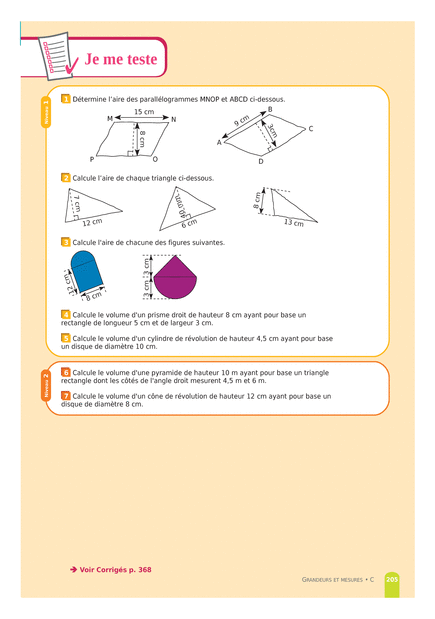 Je me teste
Niveau 1
1 Détermine l'aire des parallélogrammes MNOP et ABCD ci-dessous.
15 cm
M N
8 cm
P O
B
9 cm
3cm
C
A
D
2 Calcule l'aire de chaque triangle ci-dessous.
7 cm
12 cm
6 cm
8 cm
13 cm
3 Calcule l'aire de chacune des figures suivantes.
12 cm
8 cm
3 cm
3 cm
4 Calcule le volume d'un prisme droit de hauteur 8 cm ayant pour base un
rectangle de longueur 5 cm et de largeur 3 cm.
5 Calcule le volume d'un cylindre de révolution de hauteur 4,5 cm ayant pour base
un disque de diamètre 10 cm.
Niveau 2
6 Calcule le volume d'une pyramide de hauteur 10 m ayant pour base un triangle
rectangle dont les côtés de l'angle droit mesurent 4,5 m et 6 m.
7 Calcule le volume d'un cône de révolution de hauteur 12 cm ayant pour base un
disque de diamètre 8 cm.
➔ Voir Corrigés p. 368
Grandeurs et mesures • C
205